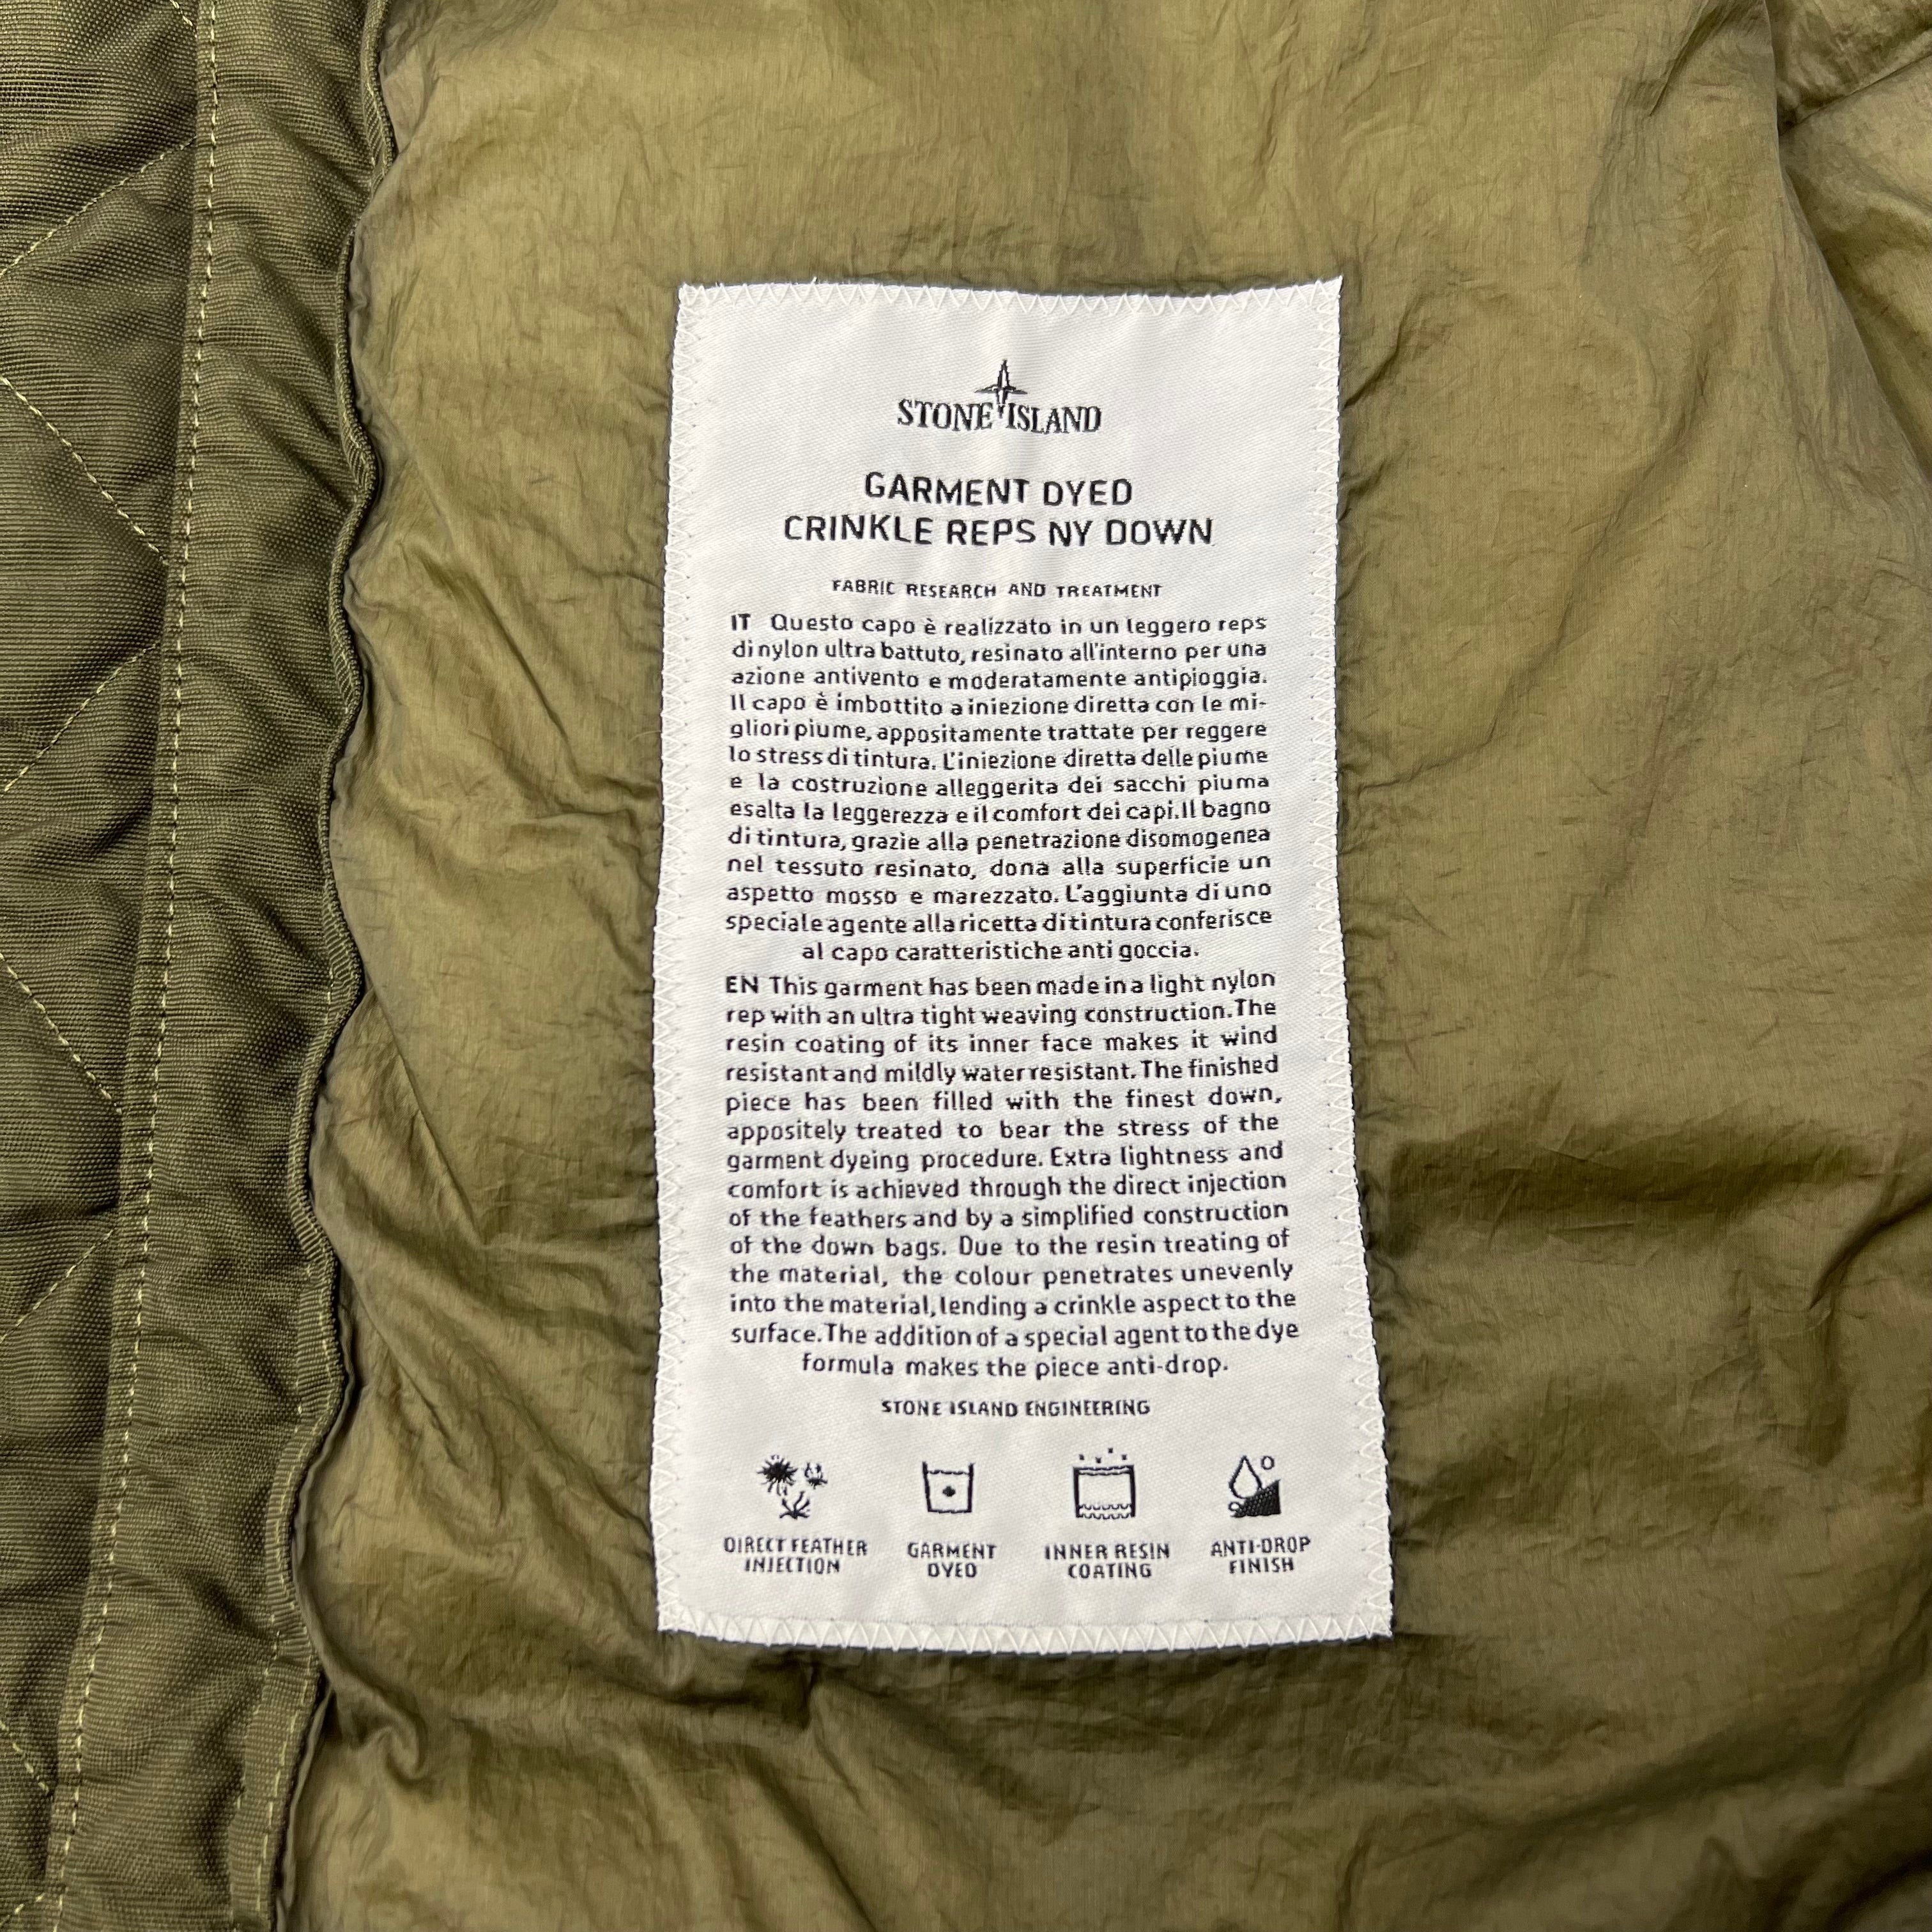 STONE ISLAND
GARMENT DYED
CRINKLE REPS NY DOWN
FABRIC RESEARCH AND TREATMENT
IT Questo capo è realizzato in un leggero reps
di nylon ultra battuto, resinato all'interno per una
azione antivento e moderatamente antipioggia.
Il capo è imbottito a iniezione diretta con le mi-
gliori piume, appositamente trattate per reggere
lo stress di tintura. L'iniezione diretta delle piume
e la costruzione alleggerita dei sacchi piuma
esalta la leggerezza e il comfort dei capi. Il bagno
di tintura, grazie alla penetrazione disomogenea
nel tessuto resinato, dona alla superficie un
aspetto mosso e marezzato. L'aggiunta di uno
speciale agente alla ricetta di tintura conferisce
al capo caratteristiche anti goccia.
EN This garment has been made in a light nylon
rep with an ultra tight weaving construction. The
resin coating of its inner face makes it wind
resistant and mildly water resistant. The finished
piece has been filled with the finest down,
appositely treated to bear the stress of the
garment dyeing procedure. Extra lightness and
comfort is achieved through the direct injection
of the feathers and by a simplified construction
of the down bags. Due to the resin treating of
the material, the colour penetrates unevenly
into the material, lending a crinkle aspect to the
surface. The addition of a special agent to the dye
formula makes the piece anti-drop.
STONE ISLAND ENGINEERING
DIRECT FEATHER
INJECTION
GARMENT
DYED
INNER RESIN
COATING
ANTI-DROP
FINISH